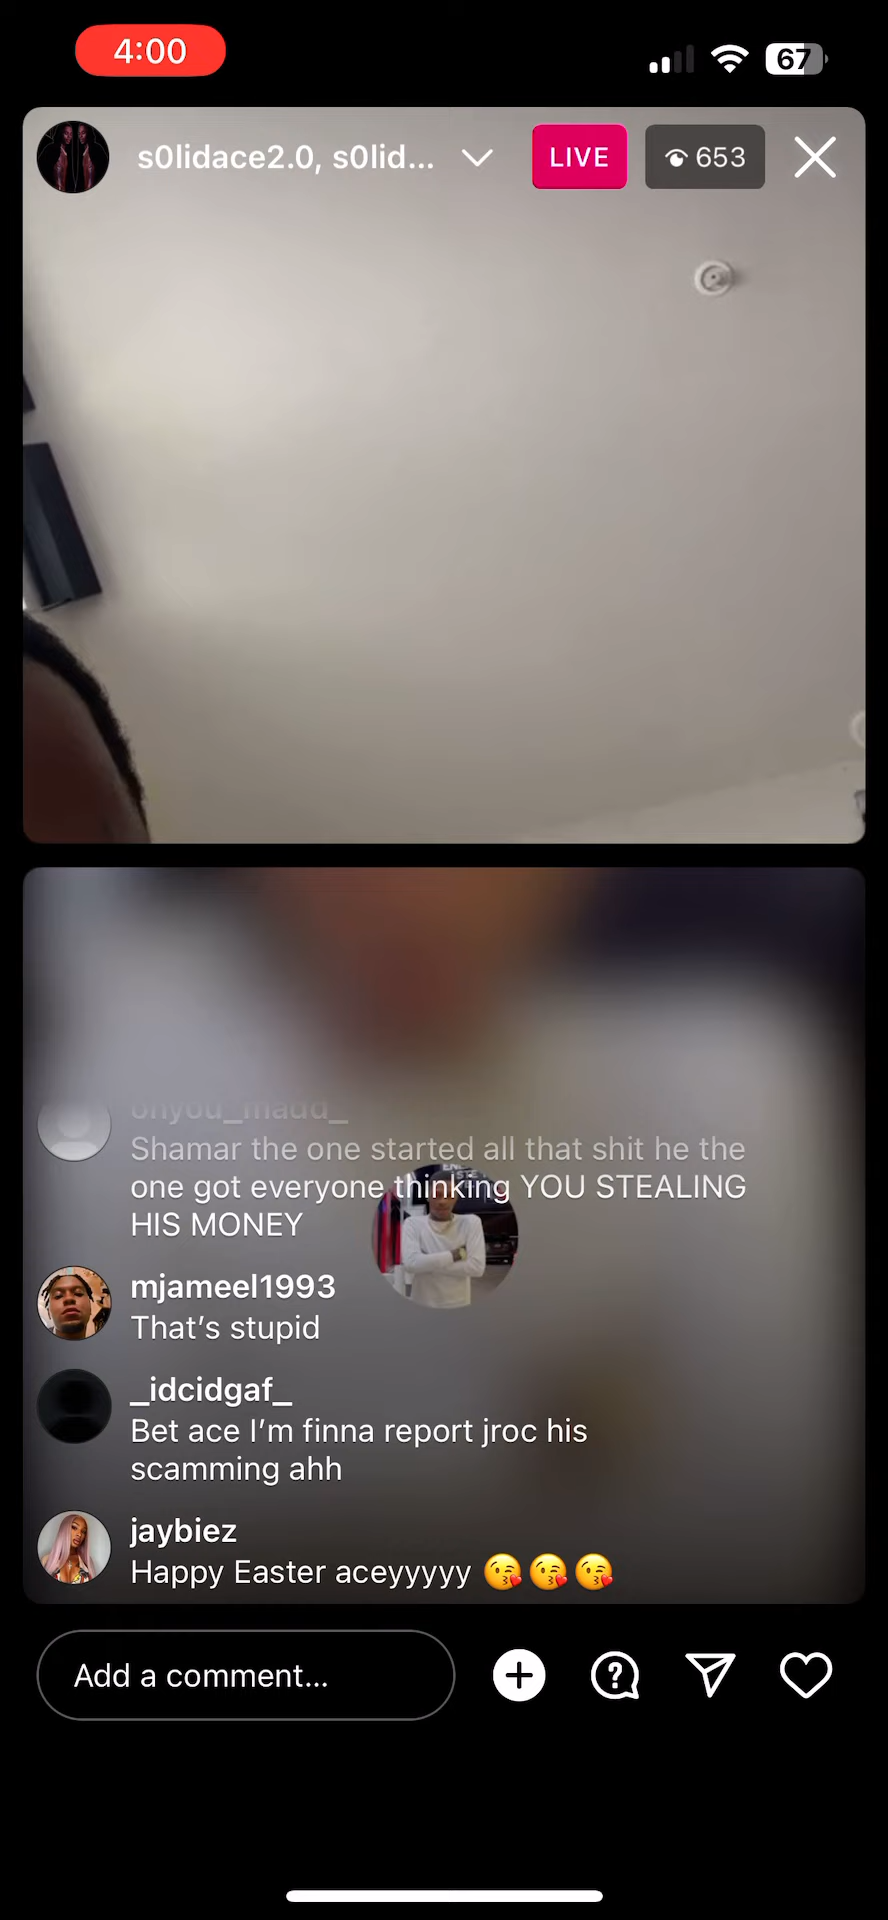 4:00
67
s0lidace2.0, s0lid...
LIVE
653
onyou_madd_
Shamar the one started all that shit he the
one got everyone thinking YOU STEALING
HIS MONEY
mjameel1993
That's stupid
_idcidgaf_
Bet ace I'm finna report jroc his
scamming ahh
jaybiez
Happy Easter aceyyyyy 😘😘😘
Add a comment...